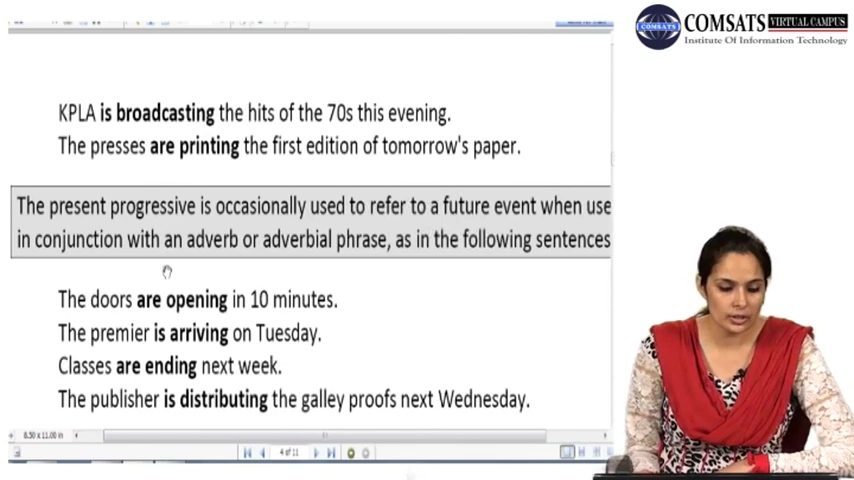 COMSATS VIRTUAL CAMPUS
COMSATS
Institute Of Information Technology
KPLA is broadcasting the hits of the 70s this evening.
The presses are printing the first edition of tomorrow's paper.
The present progressive is occasionally used to refer to a future event when use
in conjunction with an adverb or adverbial phrase, as in the following sentences
The doors are opening in 10 minutes.
The premier is arriving on Tuesday.
Classes are ending next week.
The publisher is distributing the galley proofs next Wednesday.
8.50 x 11.00 in
4 of 11